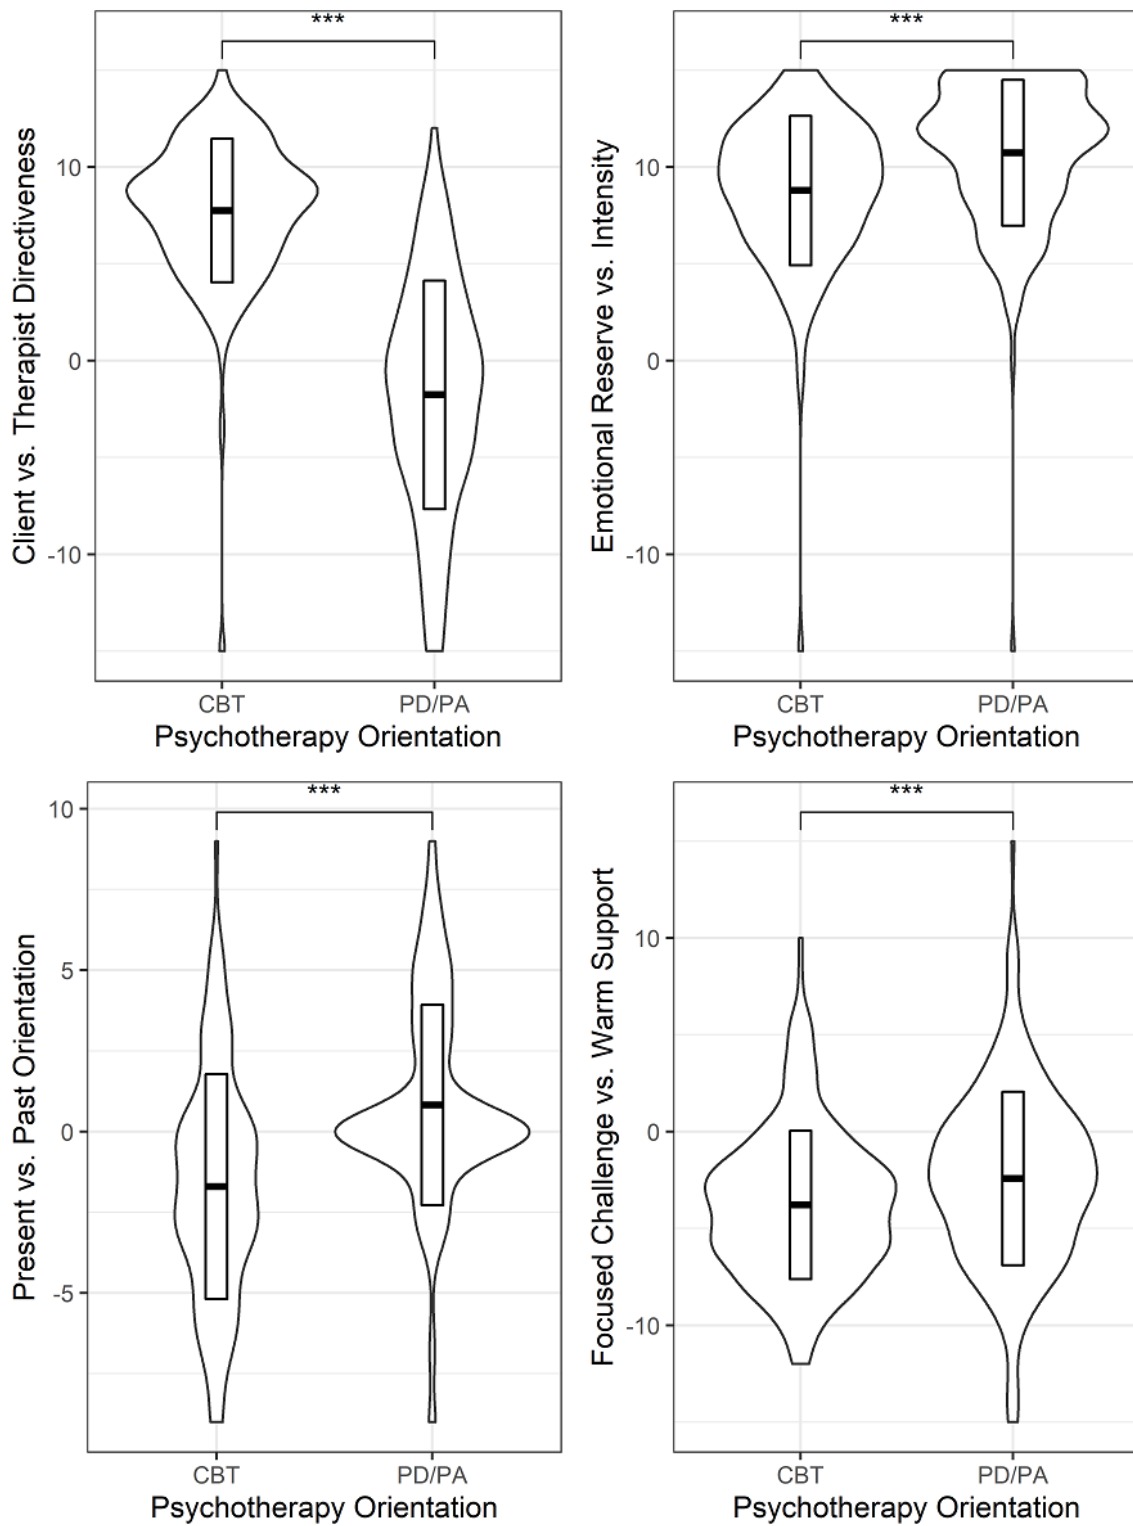 ***
Client vs. Therapist Directiveness
10
0
-10
CBT PD/PA
Psychotherapy Orientation
***
Emotional Reserve vs. Intensity
10
0
-10
CBT PD/PA
Psychotherapy Orientation
***
Present vs. Past Orientation
10
5
0
-5
CBT PD/PA
Psychotherapy Orientation
***
Focused Challenge vs. Warm Support
10
0
-10
CBT PD/PA
Psychotherapy Orientation